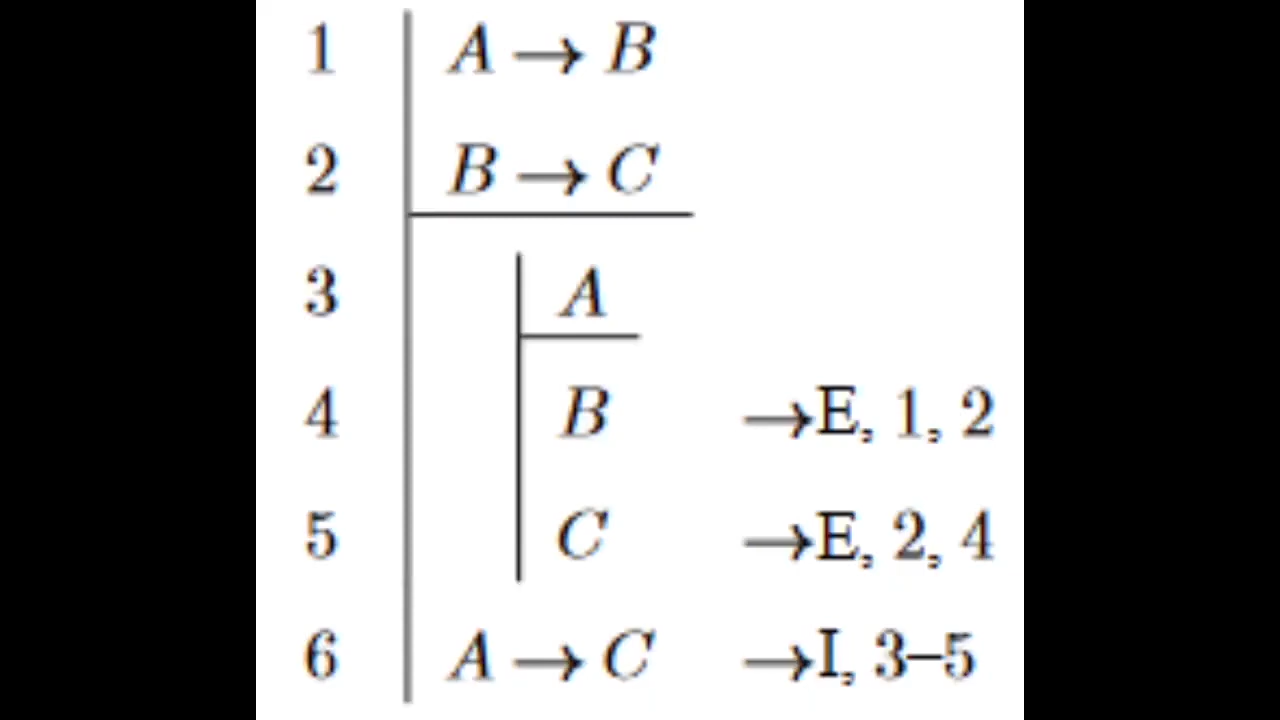 1 A → B
2 B → C
3 A
4 B →E, 1, 2
5 C →E, 2, 4
6 A → C →I, 3–5